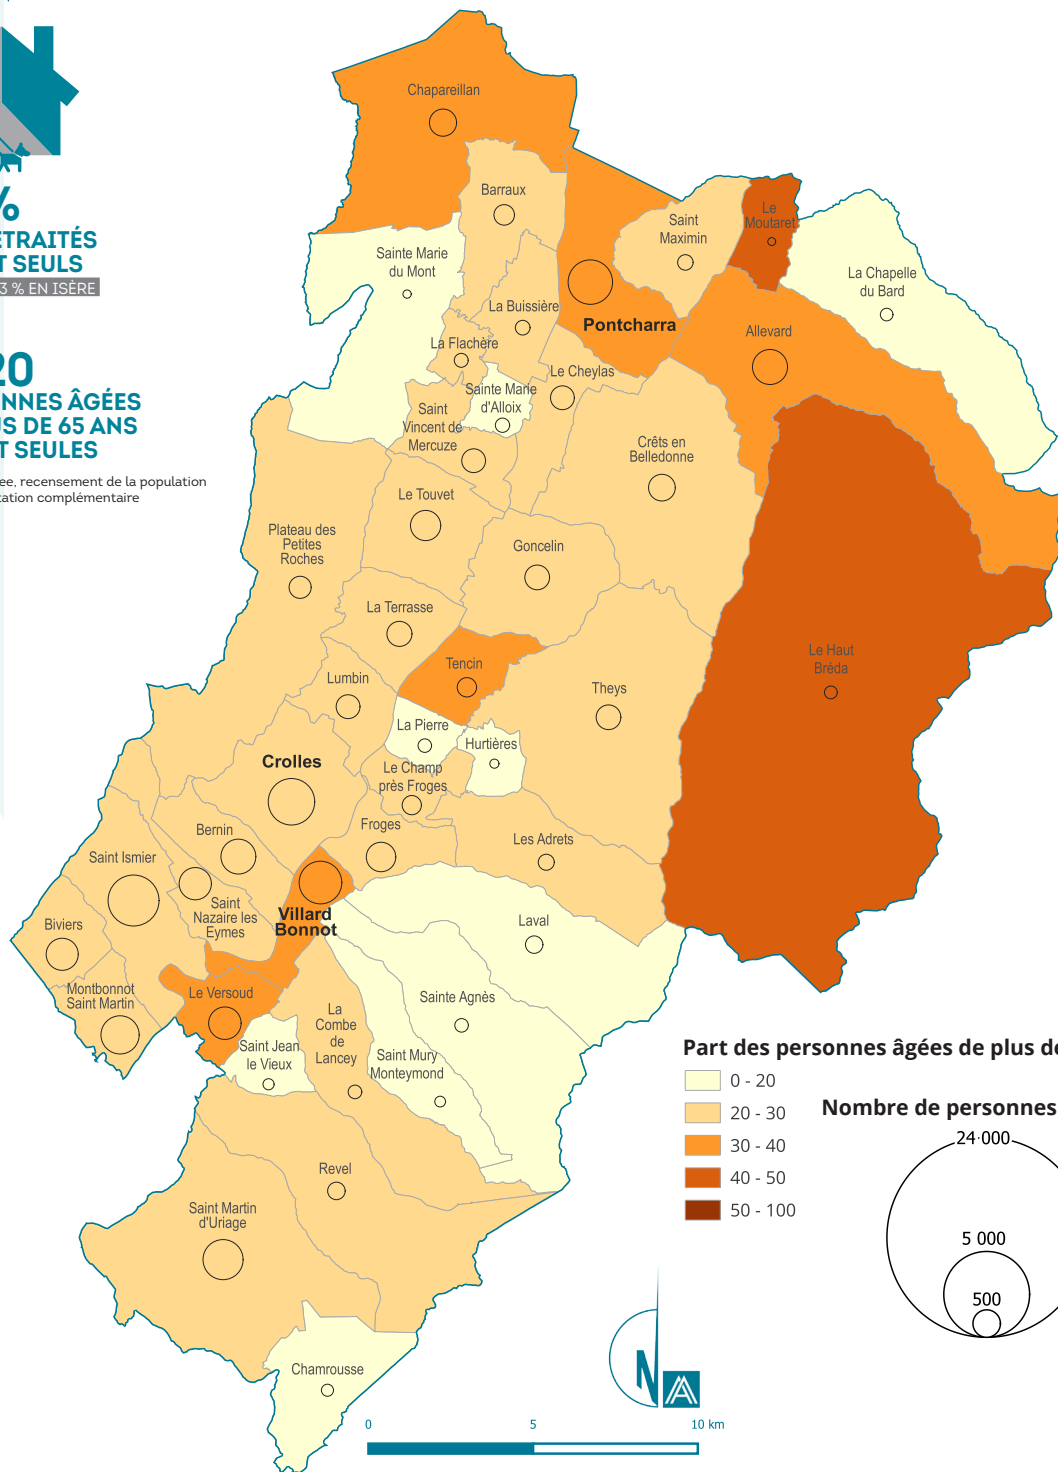 %
ETRAITÉS
T SEULS
3 % EN ISÈRE
20
NNES ÂGÉES
US DE 65 ANS
T SEULES
ee, recensement de la population
tation complémentaire
Chapareillan
Barraux
Sainte Marie
du Mont
Saint
Maximin
Le
Moutaret
La Chapelle
du Bard
La Buissière
Pontcharra
Allevard
La Flachère
Le Cheylas
Sainte Marie
d'Alloix
Saint
Vincent de
Mercuze
Crêts en
Belledonne
Le Touvet
Plateau des
Petites
Roches
Goncelin
La Terrasse
Tencin
Le Haut
Bréda
Lumbin
Theys
La Pierre
Hurtières
Crolles
Le Champ
près Froges
Bernin
Froges
Les Adrets
Saint Ismier
Saint
Nazaire les
Eymes
Villard
Bonnot
Biviers
Laval
Montbonnot
Saint Martin
Le Versoud
Sainte Agnès
La
Combe
de
Lancey
Saint Jean
le Vieux
Saint Mury
Monteymond
Revel
Saint Martin
d'Uriage
Chamrousse
Part des personnes âgées de plus de
0 - 20
20 - 30
30 - 40
40 - 50
50 - 100
Nombre de personnes
24 000
5 000
500
N
0 5 10 km